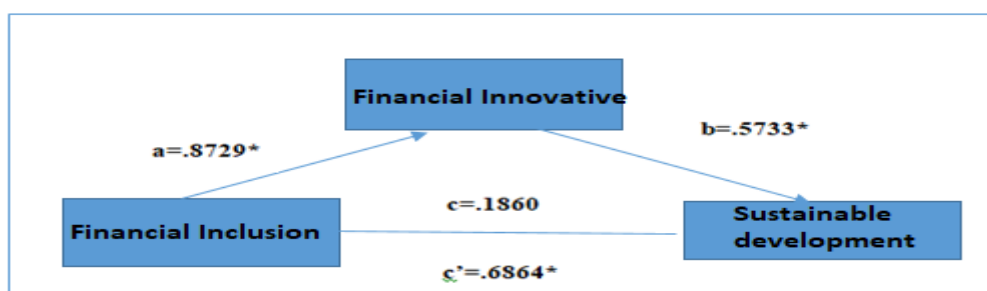 Financial Innovative
a=.8729*
b=.5733*
c=.1860
Financial Inclusion
Sustainable
development
c’=.6864*